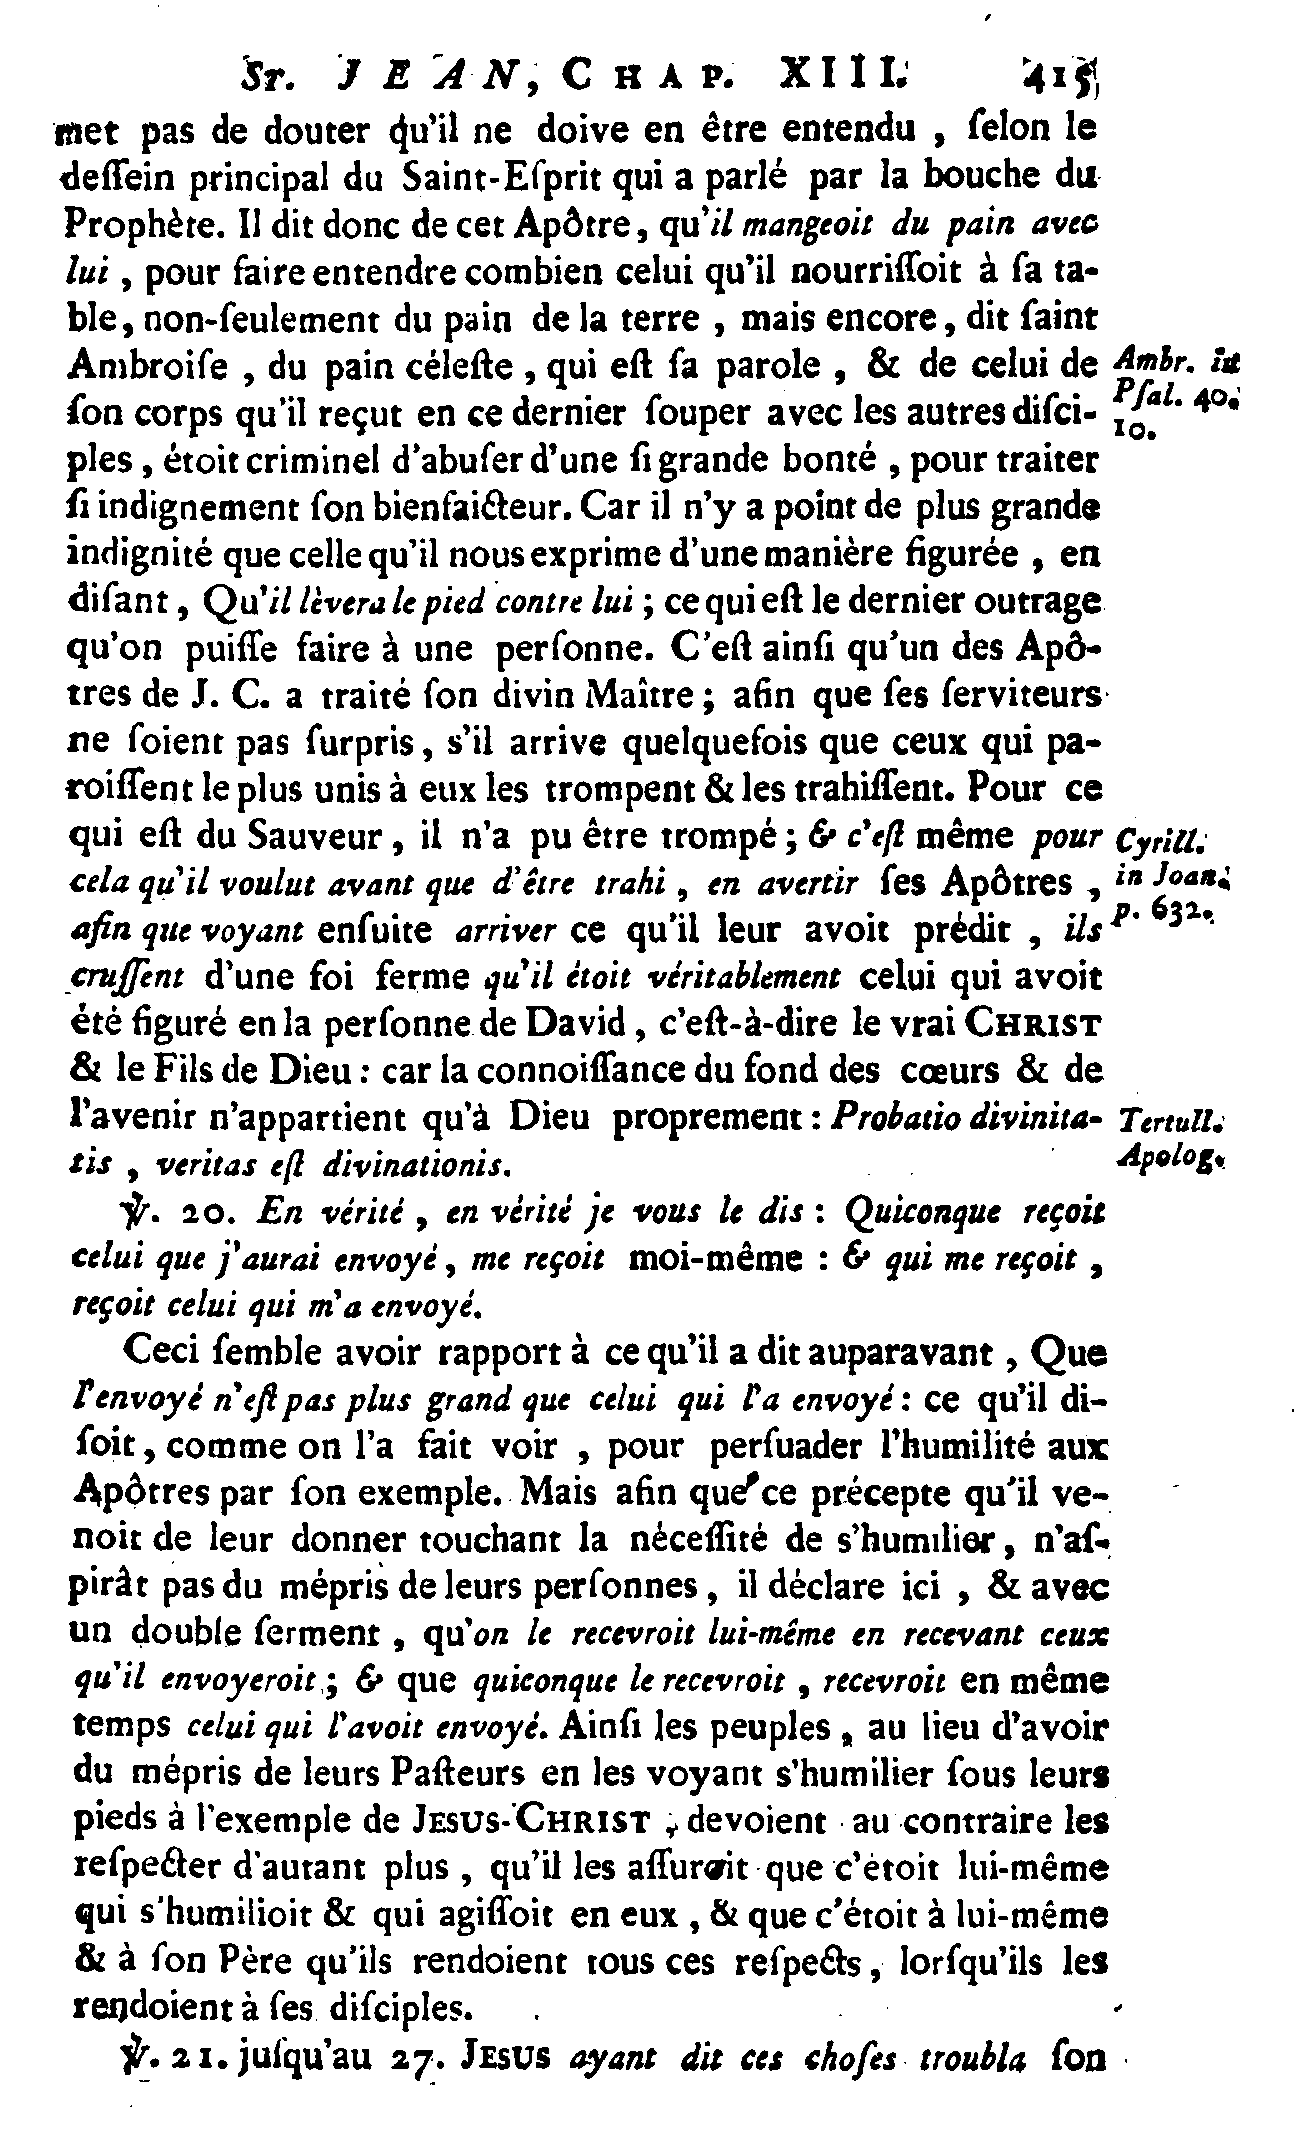 St. JEAN, CHAP. XIII. 415
met pas de douter qu'il ne doive en être entendu , ſelon le
deſſein principal du Saint-Eſprit qui a parlé par la bouche du
Prophète. Il dit donc de cet Apôtre, qu'il mangeoit du pain avec
lui , pour faire entendre combien celui qu'il nourriſſoit à ſa ta-
ble, non-ſeulement du pain de la terre , mais encore, dit ſaint
Ambroiſe , du pain céleſte , qui eſt ſa parole , & de celui de
Ambr. in
ſon corps qu'il reçut en ce dernier ſouper avec les autres diſci-
Pſal. 40.
10.
ples , étoit criminel d'abuſer d'une ſi grande bonté , pour traiter
ſi indignement ſon bienfaicteur. Car il n'y a point de plus grande
indignité que celle qu'il nous exprime d'une manière figurée , en
diſant , Qu'il lèvera le pied contre lui ; ce qui eſt le dernier outrage
qu'on puiſſe faire à une perſonne. C'eſt ainſi qu'un des Apô-
tres de J. C. a traité ſon divin Maître ; afin que ſes ſerviteurs
ne ſoient pas ſurpris, s'il arrive quelquefois que ceux qui pa-
roiſſent le plus unis à eux les trompent & les trahiſſent. Pour ce
qui eſt du Sauveur , il n'a pu être trompé ; & c'eſt même pour
Cyrill.
cela qu'il voulut avant que d'être trahi , en avertir ſes Apôtres ,
in Joan.
afin que voyant enſuite arriver ce qu'il leur avoit prédit , ils
p. 632.
cruſſent d'une foi ferme qu'il étoit véritablement celui qui avoit
été figuré en la perſonne de David , c'eſt-à-dire le vrai CHRIST
& le Fils de Dieu : car la connoiſſance du fond des cœurs & de
l'avenir n'appartient qu'à Dieu proprement : Probatio divinita-
Tertull.
tis , veritas eſt divinationis.
Apolog.
℣. 20. En vérité , en vérité je vous le dis : Quiconque reçoit
celui que j'aurai envoyé , me reçoit moi-même : & qui me reçoit ,
reçoit celui qui m'a envoyé.
Ceci ſemble avoir rapport à ce qu'il a dit auparavant , Que
l'envoyé n'eſt pas plus grand que celui qui l'a envoyé : ce qu'il di-
ſoit , comme on l'a fait voir , pour perſuader l'humilité aux
Apôtres par ſon exemple. Mais afin que ce précepte qu'il ve-
noit de leur donner touchant la néceſſité de s'humilier, n'aſ-
pirât pas du mépris de leurs perſonnes , il déclare ici , & avec
un double ſerment , qu'on le recevroit lui-même en recevant ceux
qu'il envoyeroit ; & que quiconque le recevroit , recevroit en même
temps celui qui l'avoit envoyé. Ainſi les peuples , au lieu d'avoir
du mépris de leurs Paſteurs en les voyant s'humilier ſous leurs
pieds à l'exemple de JESUS-CHRIST , devoient au contraire les
reſpecter d'autant plus , qu'il les aſſuroit que c'étoit lui-même
qui s'humilioit & qui agiſſoit en eux , & que c'étoit à lui-même
& à ſon Père qu'ils rendoient tous ces reſpects, lorſqu'ils les
rendoient à ſes diſciples.
℣. 21. juſqu'au 27. JESUS ayant dit ces choſes troubla ſon